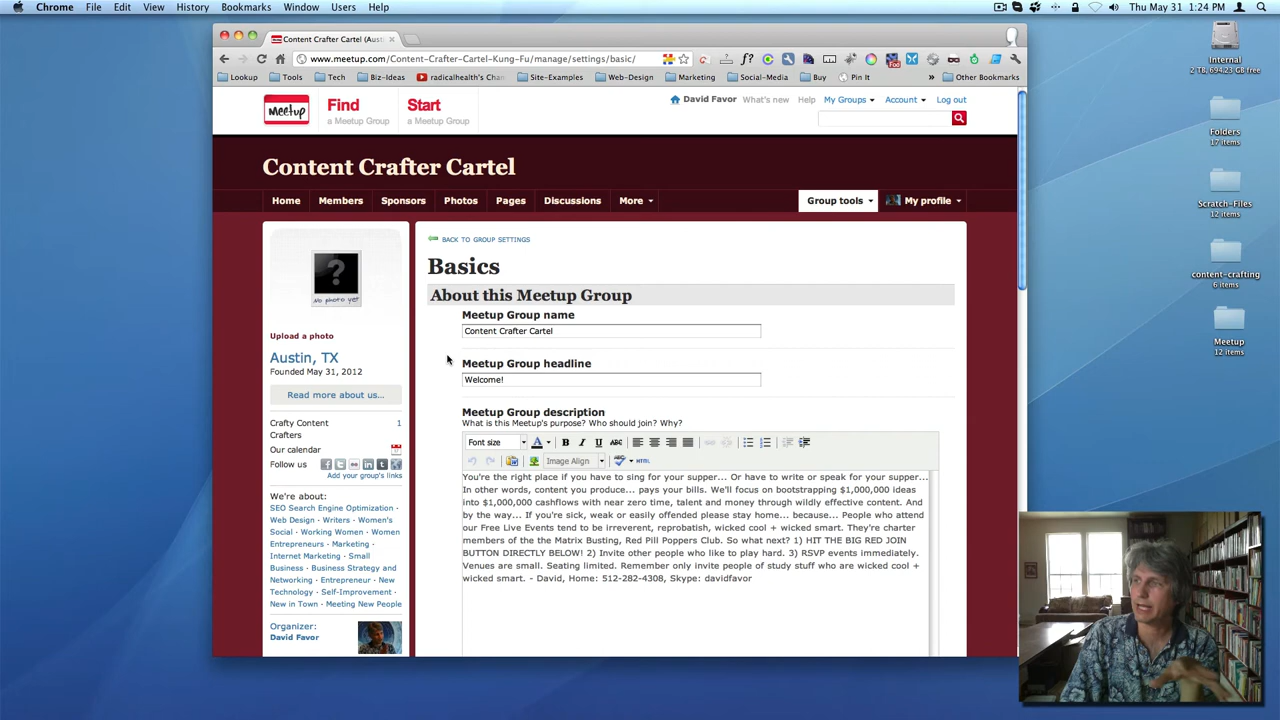 Chrome File Edit View History Bookmarks Window Users Help
Thu May 31 1:24 PM
Content Crafter Cartel (Aust
www.meetup.com/Content-Crafter-Cartel-Kung-Fu/manage/settings/basic/
Lookup Tools Tech Biz-Ideas radicalhealth's Chan Site-Examples Web-Design Marketing Social-Media Buy Pin It » Other Bookmarks
Internal
2 TB, 694.23 GB free
Folders
17 items
Scratch-Files
12 items
content-crafting
6 items
Meetup
12 items
Meetup
Find
a Meetup Group
Start
a Meetup Group
David Favor What's new Help My Groups Account Log out
Content Crafter Cartel
Home Members Sponsors Photos Pages Discussions More Group tools My profile
No photo yet
Upload a photo
Austin, TX
Founded May 31, 2012
Read more about us...
Crafty Content 1
Crafters
Our calendar
Follow us
Add your group's links
We're about:
SEO Search Engine Optimization ·
Web Design · Writers · Women's
Social · Working Women · Women
Entrepreneurs · Marketing ·
Internet Marketing · Small
Business · Business Strategy and
Networking · Entrepreneur · New
Technology · Self-Improvement ·
New in Town · Meeting New People
Organizer:
David Favor
BACK TO GROUP SETTINGS
Basics
About this Meetup Group
Meetup Group name
Content Crafter Cartel
Meetup Group headline
Welcome!
Meetup Group description
What is this Meetup's purpose? Who should join? Why?
Font size A B I U ABC
Image Align HTML
You're the right place if you have to sing for your supper... Or have to write or speak for your supper...
In other words, content you produce... pays your bills. We'll focus on bootstrapping $1,000,000 ideas
into $1,000,000 cashflows with near zero time, talent and money through wildly effective content. And
by the way... If you're sick, weak or easily offended please stay home... because... People who attend
our Free Live Events tend to be irreverent, reprobatish, wicked cool + wicked smart. They're charter
members of the the Matrix Busting, Red Pill Poppers Club. So what next? 1) HIT THE BIG RED JOIN
BUTTON DIRECTLY BELOW! 2) Invite other people who like to play hard. 3) RSVP events immediately.
Venues are small. Seating limited. Remember only invite people of study stuff who are wicked cool +
wicked smart. - David, Home: 512-282-4308, Skype: davidfavor